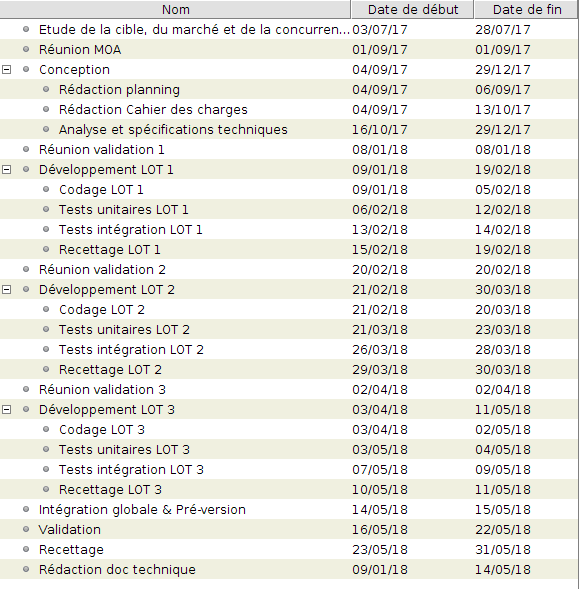 Nom Date de début Date de fin
Etude de la cible, du marché et de la concurren... 03/07/17 28/07/17
Réunion MOA 01/09/17 01/09/17
Conception 04/09/17 29/12/17
Rédaction planning 04/09/17 06/09/17
Rédaction Cahier des charges 04/09/17 13/10/17
Analyse et spécifications techniques 16/10/17 29/12/17
Réunion validation 1 08/01/18 08/01/18
Développement LOT 1 09/01/18 19/02/18
Codage LOT 1 09/01/18 05/02/18
Tests unitaires LOT 1 06/02/18 12/02/18
Tests intégration LOT 1 13/02/18 14/02/18
Recettage LOT 1 15/02/18 19/02/18
Réunion validation 2 20/02/18 20/02/18
Développement LOT 2 21/02/18 30/03/18
Codage LOT 2 21/02/18 20/03/18
Tests unitaires LOT 2 21/03/18 23/03/18
Tests intégration LOT 2 26/03/18 28/03/18
Recettage LOT 2 29/03/18 30/03/18
Réunion validation 3 02/04/18 02/04/18
Développement LOT 3 03/04/18 11/05/18
Codage LOT 3 03/04/18 02/05/18
Tests unitaires LOT 3 03/05/18 04/05/18
Tests intégration LOT 3 07/05/18 09/05/18
Recettage LOT 3 10/05/18 11/05/18
Intégration globale & Pré-version 14/05/18 15/05/18
Validation 16/05/18 22/05/18
Recettage 23/05/18 31/05/18
Rédaction doc technique 09/01/18 14/05/18